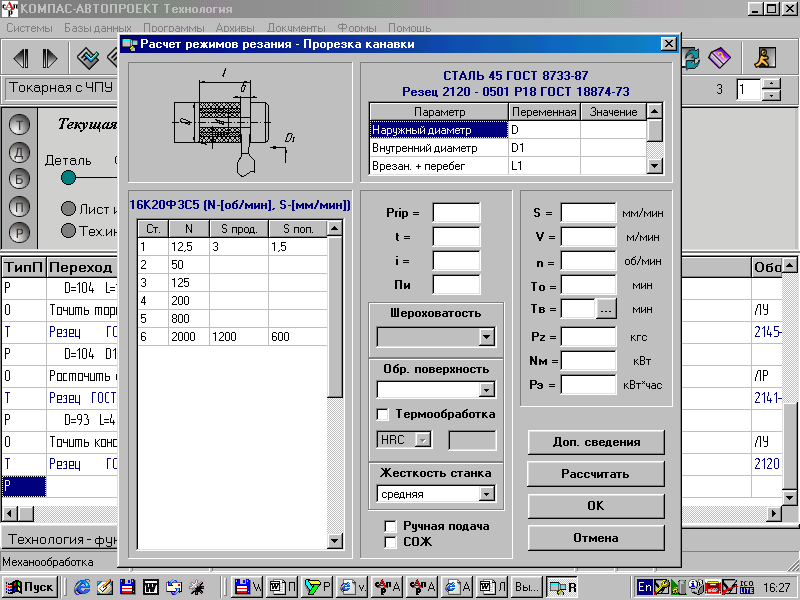 КОМПАС-АВТОПРОЕКТ Технология
Системы Базы данных Программы Архивы Документы Формы Помощь
Расчет режимов резания - Прорезка канавки
Токарная с ЧПУ
3 1
Т
Д
Б
П
Р
Текущая
Деталь
Лист и
Тех.ин
l
б
D
d
Ds
СТАЛЬ 45 ГОСТ 8733-87
Резец 2120 - 0501 Р18 ГОСТ 18874-73
Параметр Переменная Значение
Наружный диаметр D
Внутренний диаметр D1
Врезан. + перебег L1
16К20Ф3С5 (N-[об/мин], S-[мм/мин])
Ст. N S прод. S поп.
1 12,5 3 1,5
2 50
3 125
4 200
5 800
6 2000 1200 600
Prip =
t =
i =
Пи
Шероховатость
Обр. поверхность
Термообработка
HRC
Жесткость станка
средняя
Ручная подача
СОЖ
S = мм/мин
V = м/мин
n = об/мин
То = мин
Тв = ... мин
Pz = кгс
Nм = кВт
Рэ = кВт*час
Доп. сведения
Рассчитать
OK
Отмена
ТипП Переход Обо
Р D=104 L=
О Точить тор ЛУ
Т Резец ГО 2145-
Р D=104 D1
О Расточить ЛР
Т Резец ГОСТ 2141-
Р D=93 L=4
О Точить кон ЛУ
Т Резец ГО 2120
Р
Технология - фун
Механообработка
Пуск W П Р v. А А А Л Вы... R En 16:27